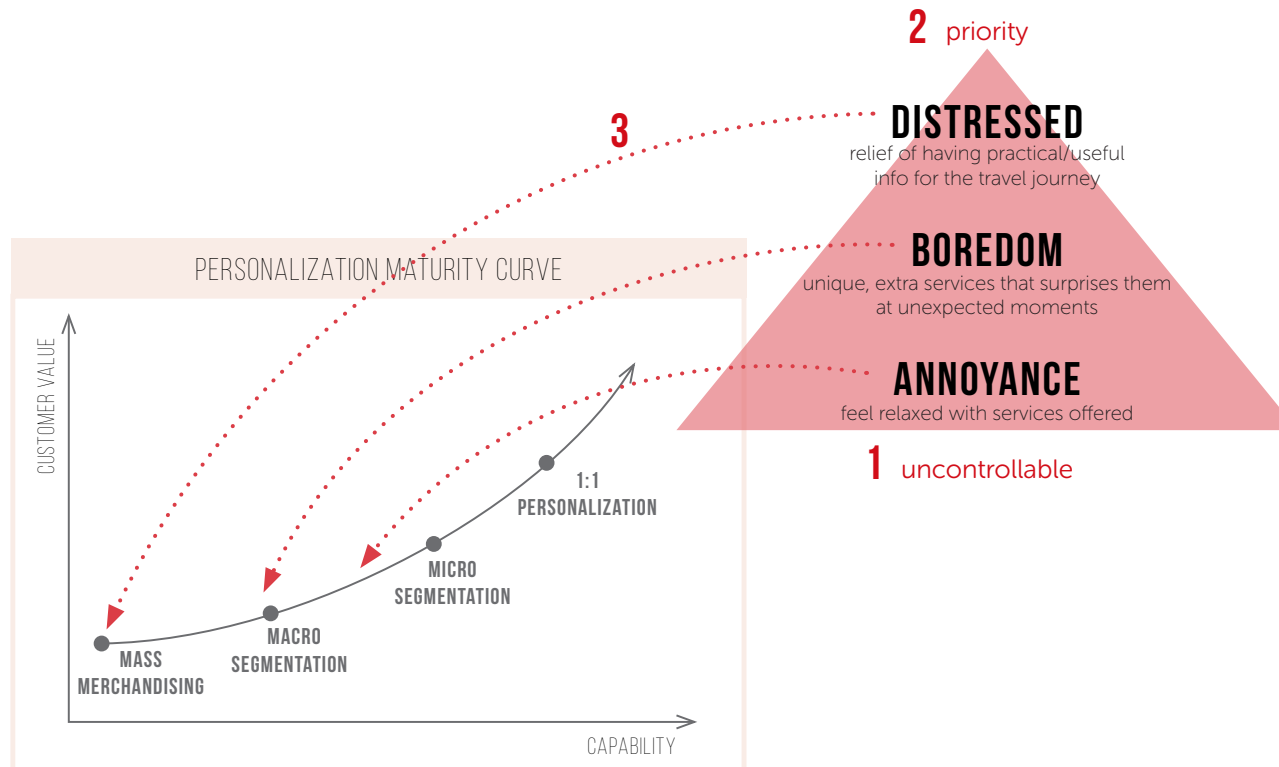 2 priority
DISTRESSED
relief of having practical/useful
info for the travel journey
3
BOREDOM
unique, extra services that surprises them
at unexpected moments
ANNOYANCE
feel relaxed with services offered
1 uncontrollable
PERSONALIZATION MATURITY CURVE
CUSTOMER VALUE
1:1
PERSONALIZATION
MICRO
SEGMENTATION
MACRO
SEGMENTATION
MASS
MERCHANDISING
CAPABILITY